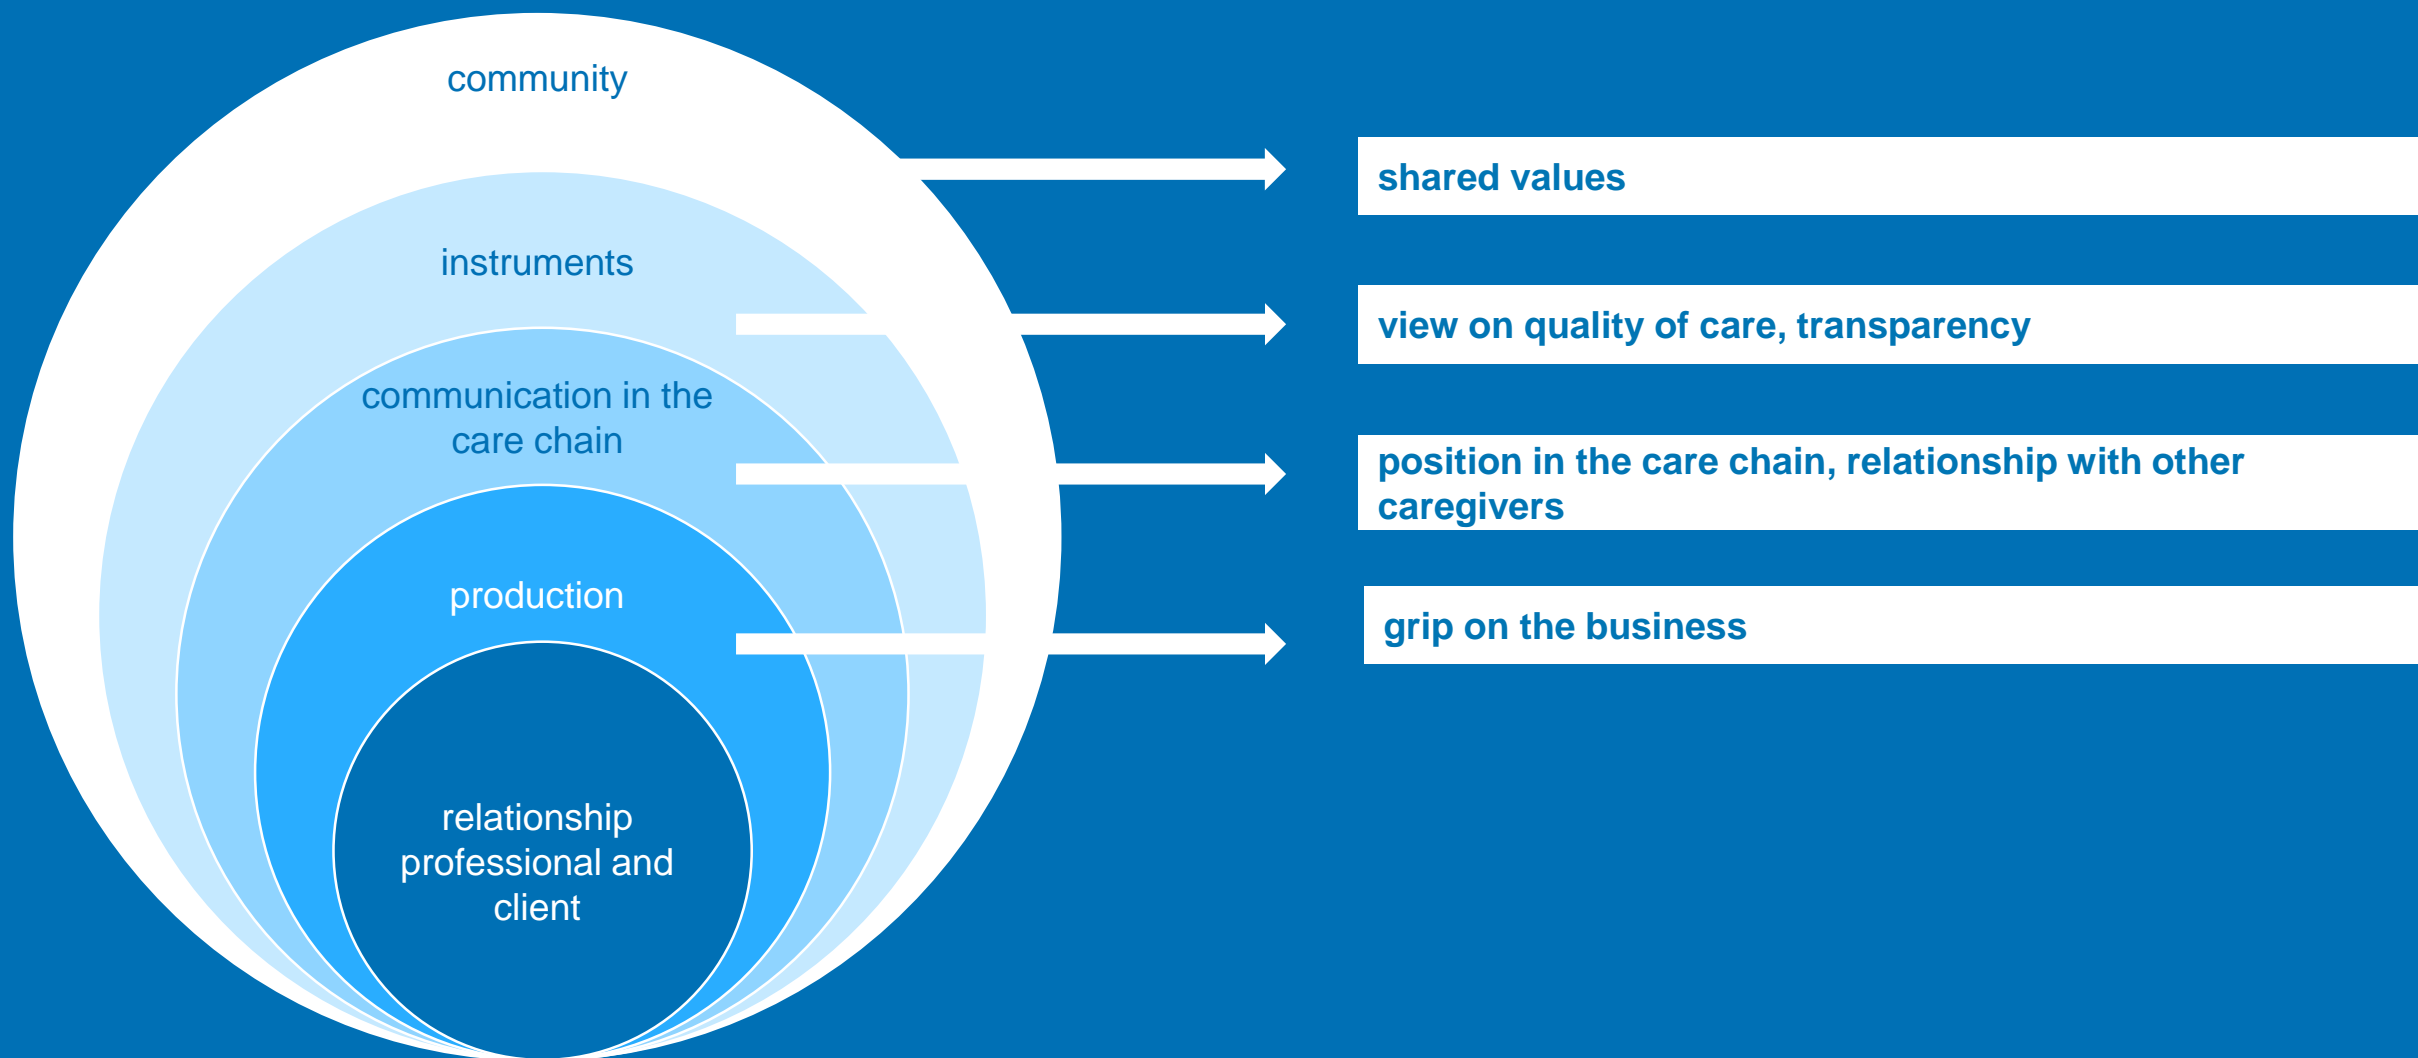 community
instruments
communication in the
care chain
production
relationship
professional and
client
shared values
view on quality of care, transparency
position in the care chain, relationship with other
caregivers
grip on the business